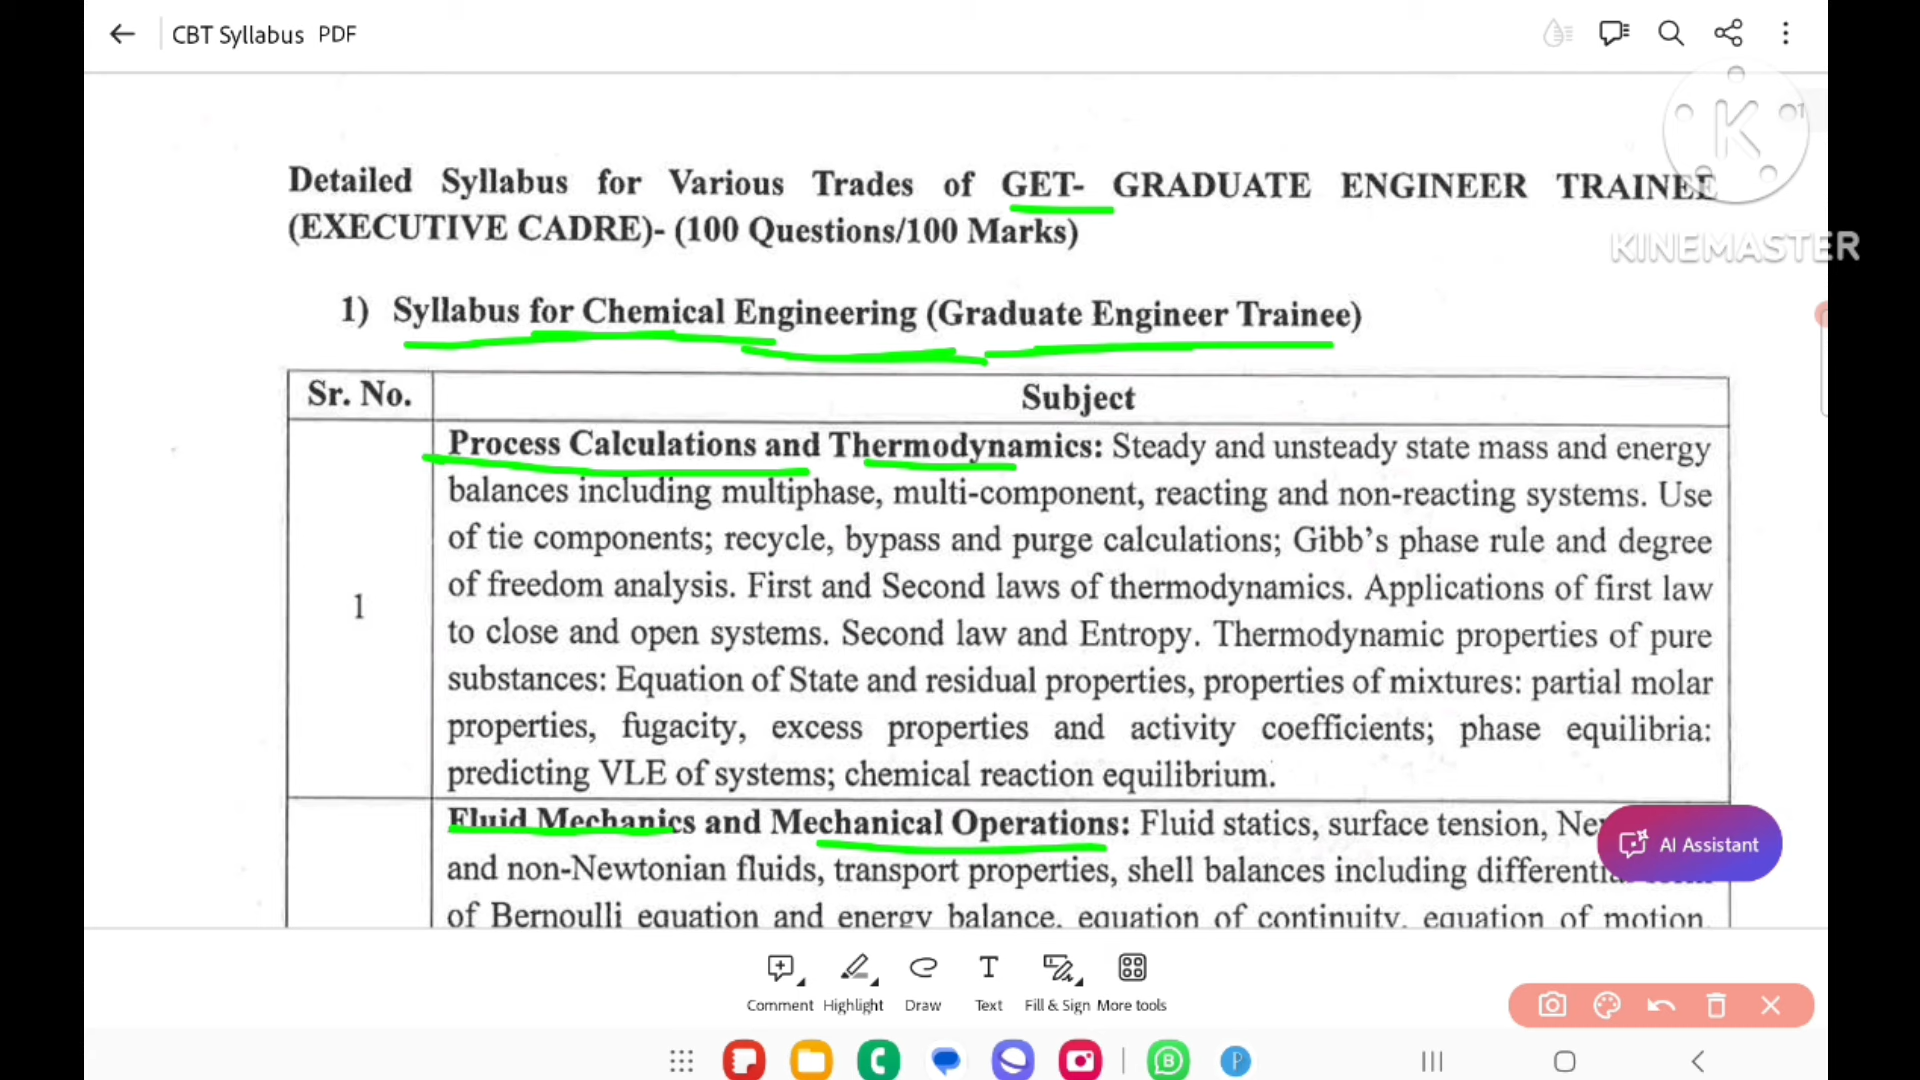 CBT Syllabus PDF
KINEMASTER
Detailed Syllabus for Various Trades of GET- GRADUATE ENGINEER TRAINEE
(EXECUTIVE CADRE)- (100 Questions/100 Marks)
1) Syllabus for Chemical Engineering (Graduate Engineer Trainee)
Sr. No. Subject
1
Process Calculations and Thermodynamics: Steady and unsteady state mass and energy
balances including multiphase, multi-component, reacting and non-reacting systems. Use
of tie components; recycle, bypass and purge calculations; Gibb's phase rule and degree
of freedom analysis. First and Second laws of thermodynamics. Applications of first law
to close and open systems. Second law and Entropy. Thermodynamic properties of pure
substances: Equation of State and residual properties, properties of mixtures: partial molar
properties, fugacity, excess properties and activity coefficients; phase equilibria:
predicting VLE of systems; chemical reaction equilibrium.
Fluid Mechanics and Mechanical Operations: Fluid statics, surface tension,
and non-Newtonian fluids, transport properties, shell balances including
of Bernoulli equation and energy balance, equation of continuity, equation of motion,
AI Assistant
Comment Highlight Draw Text Fill & Sign More tools